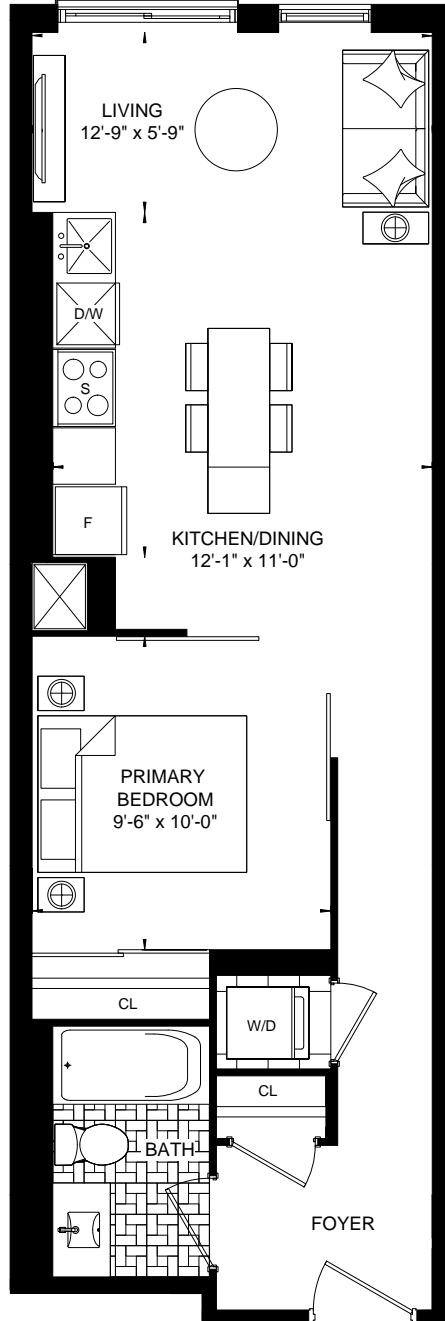 LIVING
12'-9" x 5'-9"
D/W
S
F
KITCHEN/DINING
12'-1" x 11'-0"
PRIMARY
BEDROOM
9'-6" x 10'-0"
CL
W/D
CL
BATH
FOYER